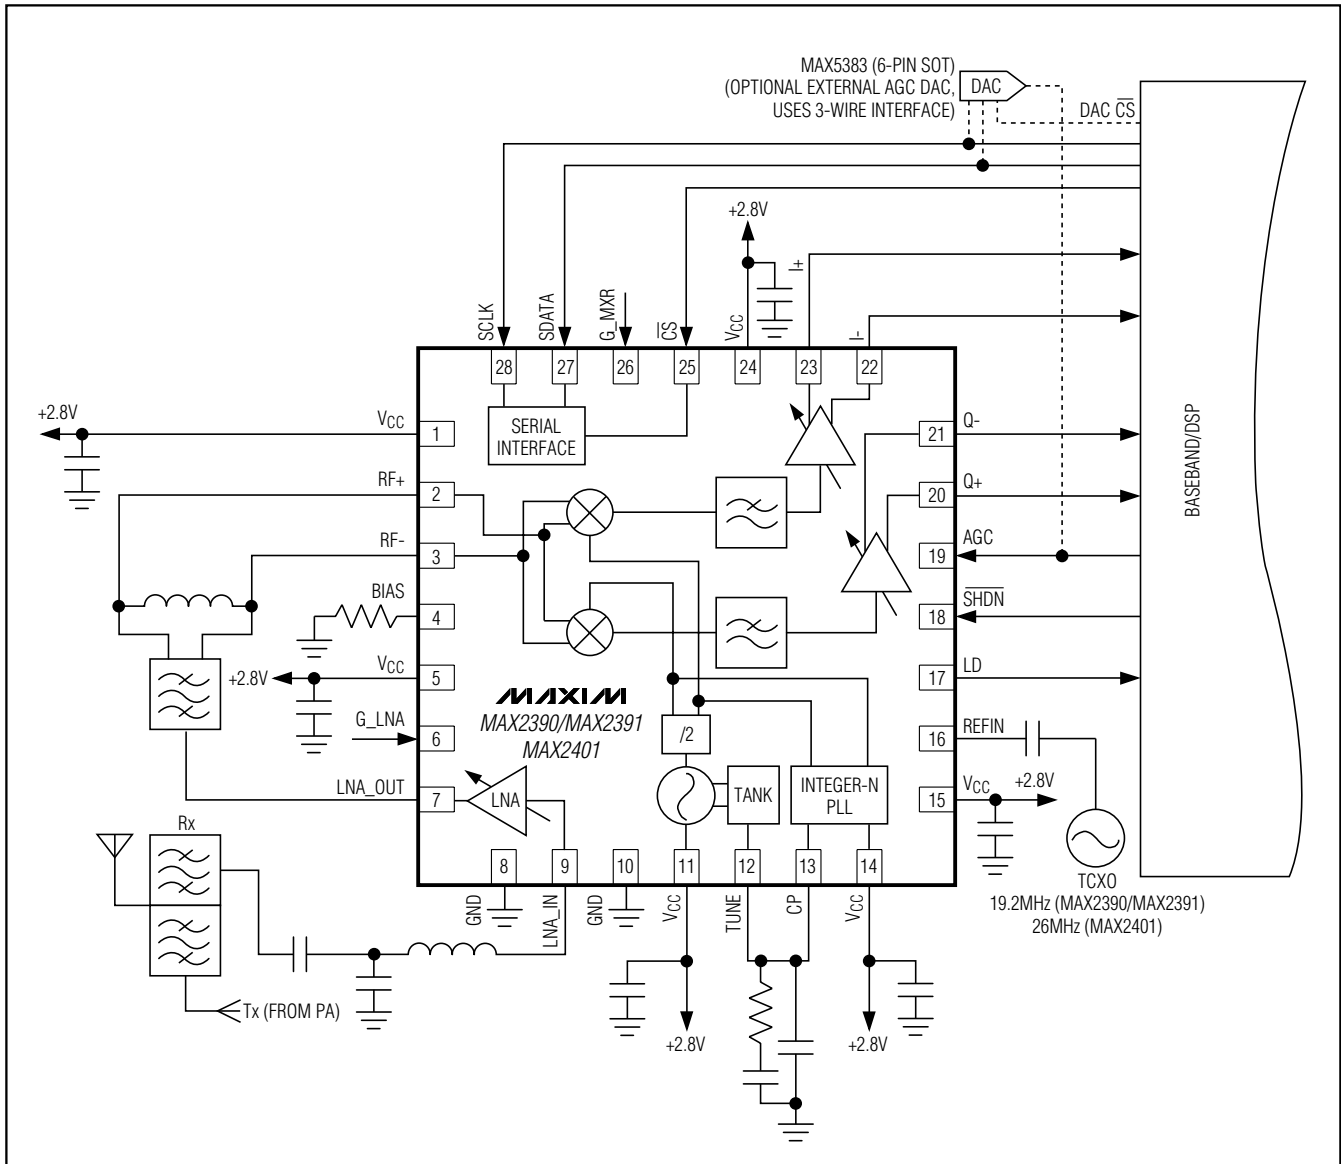 MAX5383 (6-PIN SOT)
(OPTIONAL EXTERNAL AGC DAC,
USES 3-WIRE INTERFACE)
DAC
DAC C̅S̅
+2.8V
I+
SCLK
SDATA
G_MXR
C̅S̅
VCC
I-
28
27
26
25
24
23
22
+2.8V
VCC
1
SERIAL
INTERFACE
21
Q-
BASEBAND/DSP
RF+
2
20
Q+
RF-
3
19
AGC
BIAS
4
18
S̅H̅D̅N̅
+2.8V
VCC
5
17
LD
MAXIM
MAX2390/MAX2391
MAX2401
G_LNA
6
/2
16
REFIN
LNA_OUT
7
LNA
TANK
INTEGER-N
PLL
15
VCC
+2.8V
Rx
8
9
10
11
12
13
14
GND
LNA_IN
GND
VCC
TUNE
CP
VCC
TCXO
19.2MHz (MAX2390/MAX2391)
26MHz (MAX2401)
Tx (FROM PA)
+2.8V
+2.8V